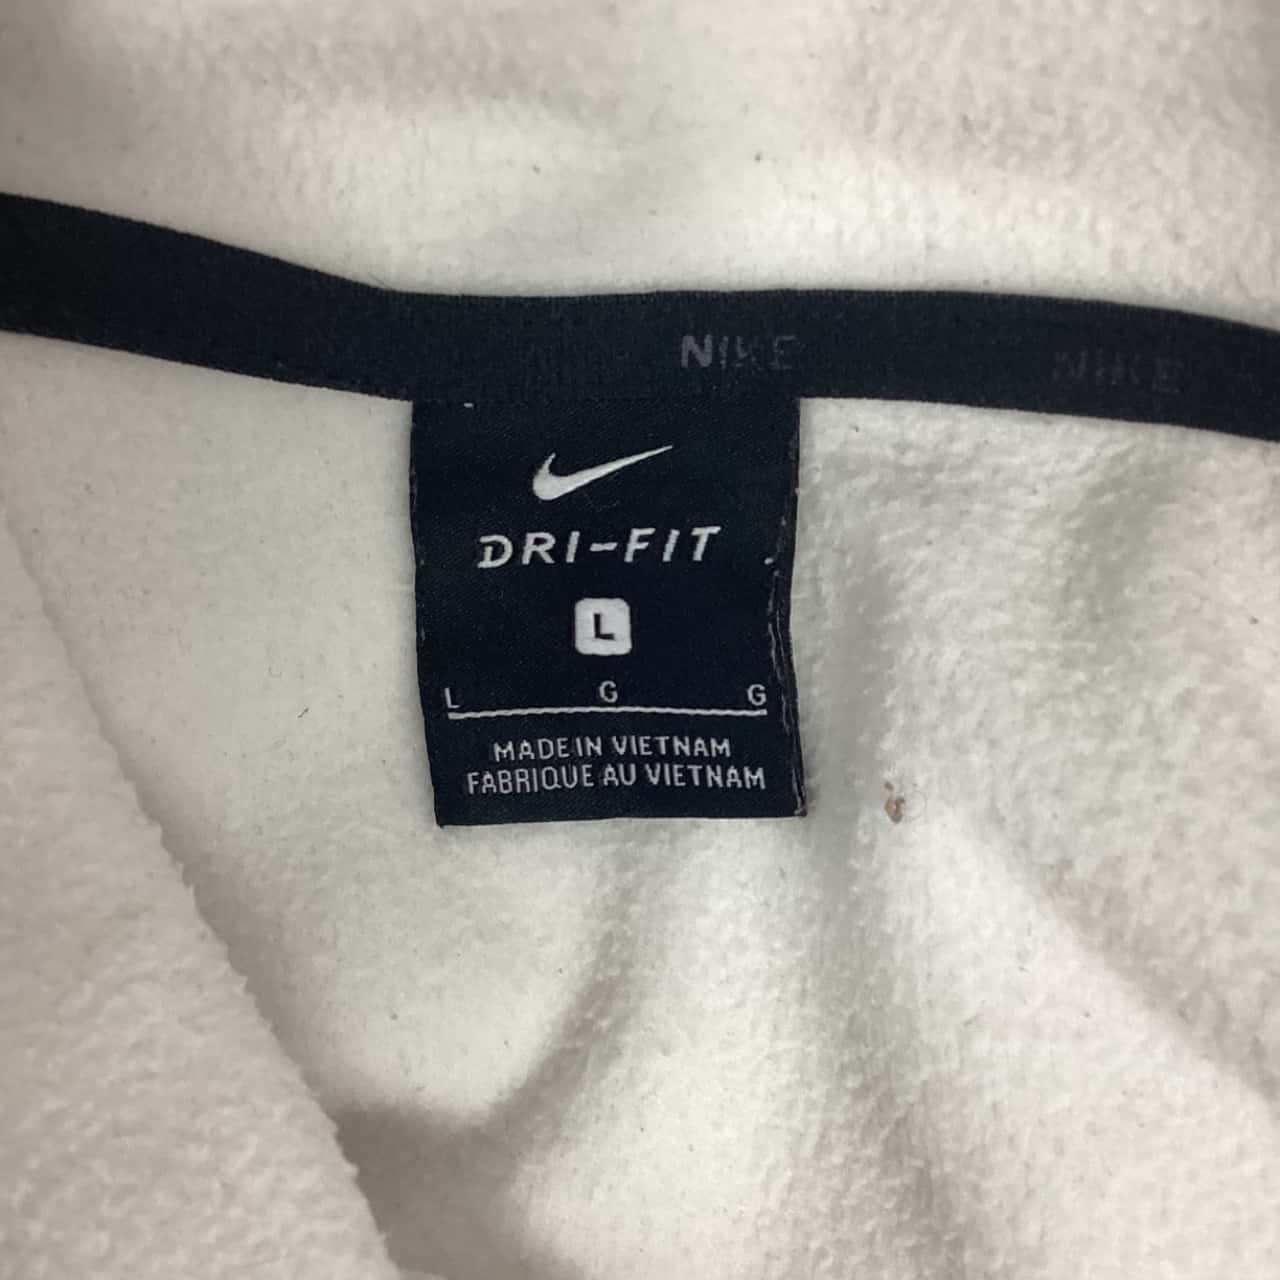 NIKE NIKE
DRI-FIT
L
L G G
MADE IN VIETNAM
FABRIQUE AU VIETNAM